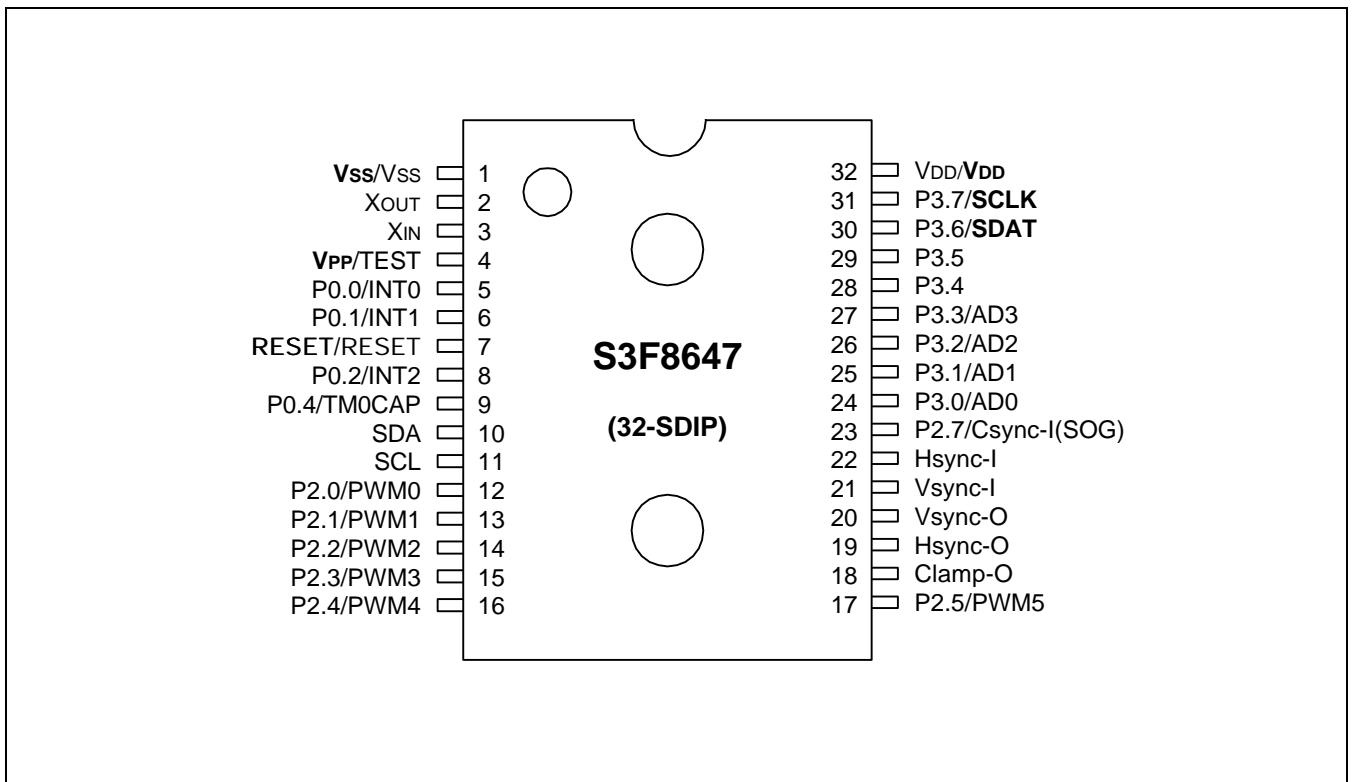 Vss/Vss 1
XOUT 2
XIN 3
VPP/TEST 4
P0.0/INT0 5
P0.1/INT1 6
RESET/RESET 7
P0.2/INT2 8
P0.4/TM0CAP 9
SDA 10
SCL 11
P2.0/PWM0 12
P2.1/PWM1 13
P2.2/PWM2 14
P2.3/PWM3 15
P2.4/PWM4 16
S3F8647
(32-SDIP)
32 VDD/VDD
31 P3.7/SCLK
30 P3.6/SDAT
29 P3.5
28 P3.4
27 P3.3/AD3
26 P3.2/AD2
25 P3.1/AD1
24 P3.0/AD0
23 P2.7/Csync-I(SOG)
22 Hsync-I
21 Vsync-I
20 Vsync-O
19 Hsync-O
18 Clamp-O
17 P2.5/PWM5